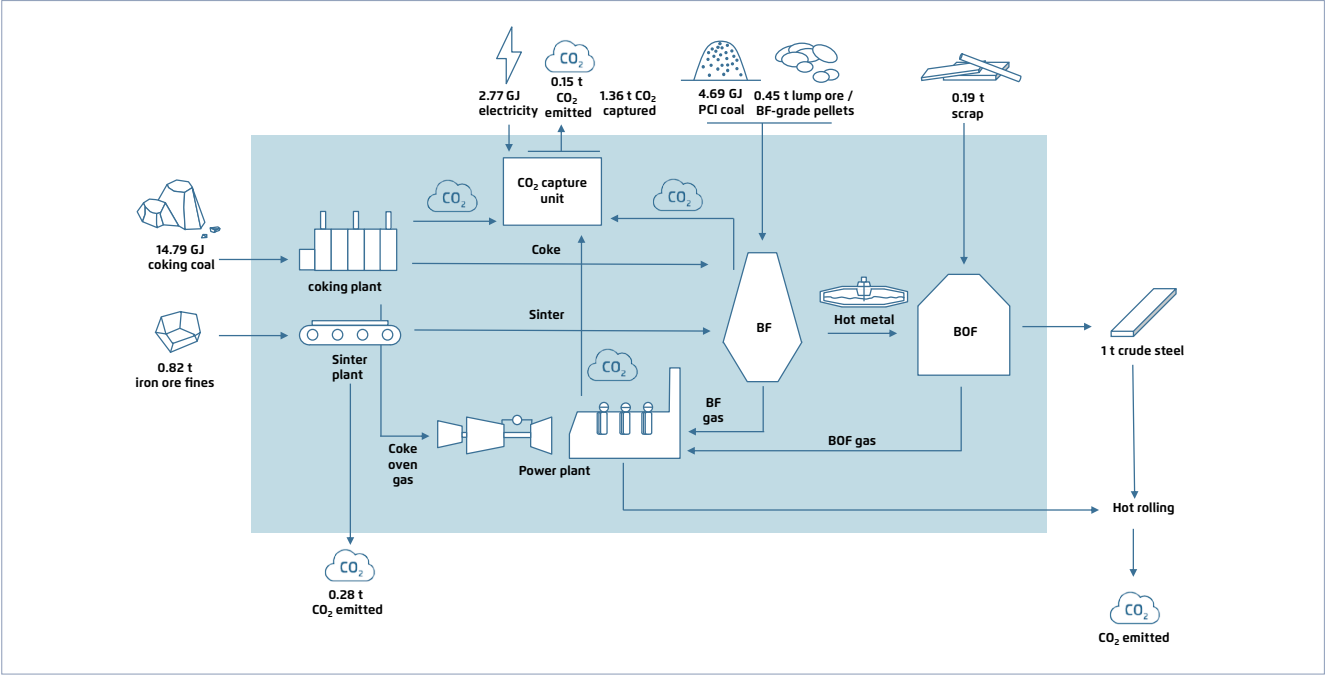 2.77 GJ
electricity
CO₂
0.15 t
CO₂
emitted
1.36 t CO₂
captured
4.69 GJ
PCI coal
0.45 t lump ore /
BF-grade pellets
0.19 t
scrap
CO₂ capture
unit
CO₂
CO₂
14.79 GJ
coking coal
coking plant
Coke
0.82 t
iron ore fines
Sinter
plant
Sinter
BF
Hot metal
BOF
1 t crude steel
CO₂
BF
gas
BOF gas
Coke
oven
gas
Power plant
Hot rolling
CO₂
0.28 t
CO₂ emitted
CO₂
CO₂ emitted